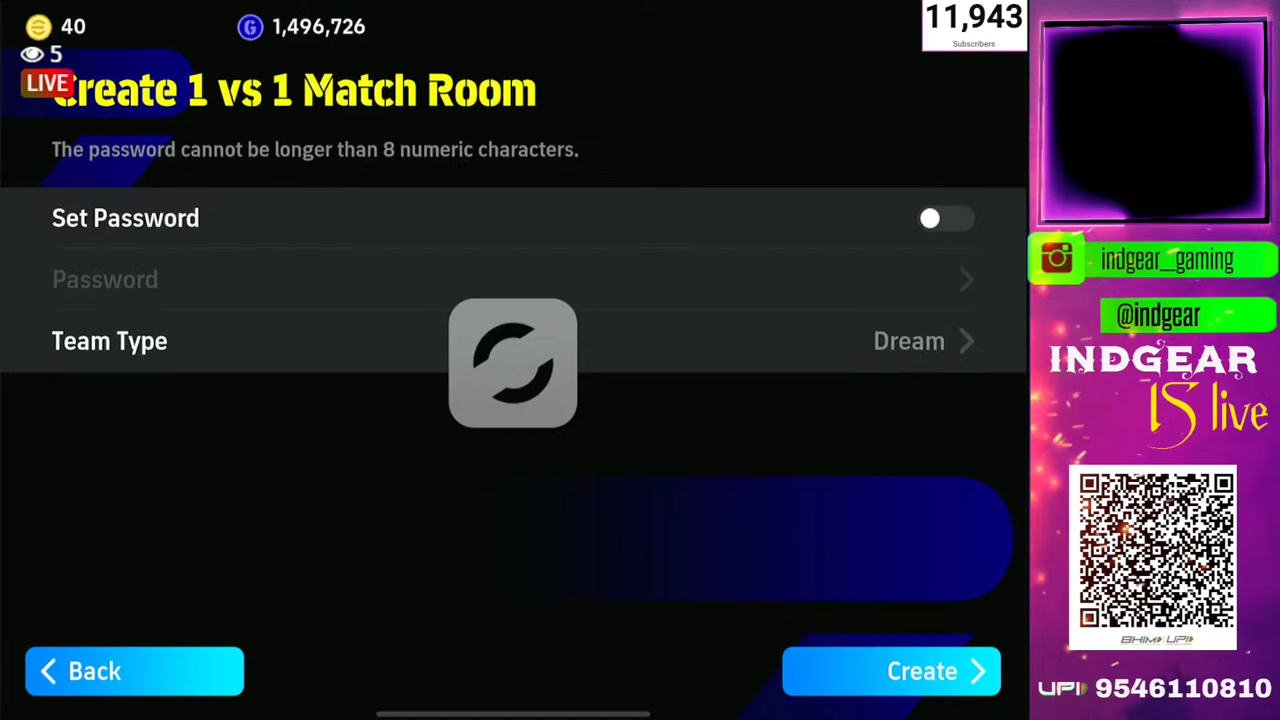 40
1,496,726
5
LIVE
Create 1 vs 1 Match Room
The password cannot be longer than 8 numeric characters.
Set Password
Password
Team Type
Dream
Back
Create
11,943
Subscribers
indgear_gaming
@indgear
INDGEAR
IS live
BHIM UPI
UPI 9546110810